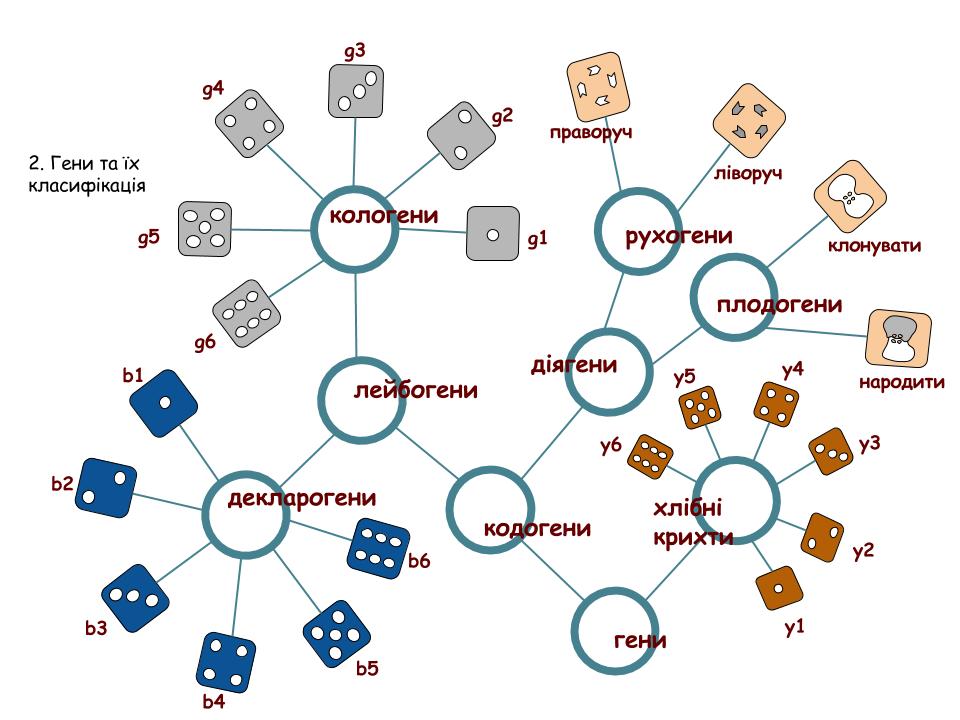 2. Гени та їх
класифікація
g3
g4
g2
кологени
g1
g5
g6
праворуч
ліворуч
рухогени
клонувати
плодогени
народити
діягени
лейбогени
b1
b2
декларогени
b6
b3
b5
b4
кодогени
y5
y4
y6
y3
хлібні
крихти
y2
y1
гени